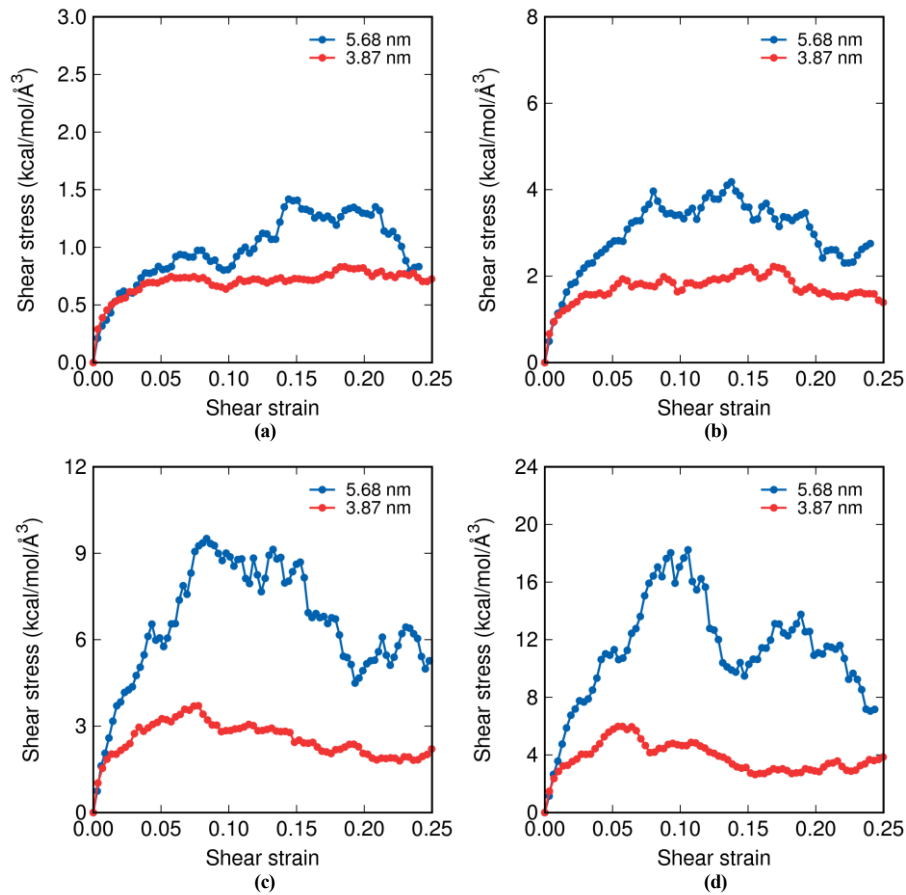 3.0
2.5
2.0
1.5
1.0
0.5
0.0
Shear stress (kcal/mol/Å³)
5.68 nm
3.87 nm
0.00 0.05 0.10 0.15 0.20 0.25
Shear strain
(a)
8
6
4
2
0
Shear stress (kcal/mol/Å³)
5.68 nm
3.87 nm
0.00 0.05 0.10 0.15 0.20 0.25
Shear strain
(b)
12
9
6
3
0
Shear stress (kcal/mol/Å³)
5.68 nm
3.87 nm
0.00 0.05 0.10 0.15 0.20 0.25
Shear strain
(c)
24
20
16
12
8
4
0
Shear stress (kcal/mol/Å³)
5.68 nm
3.87 nm
0.00 0.05 0.10 0.15 0.20 0.25
Shear strain
(d)